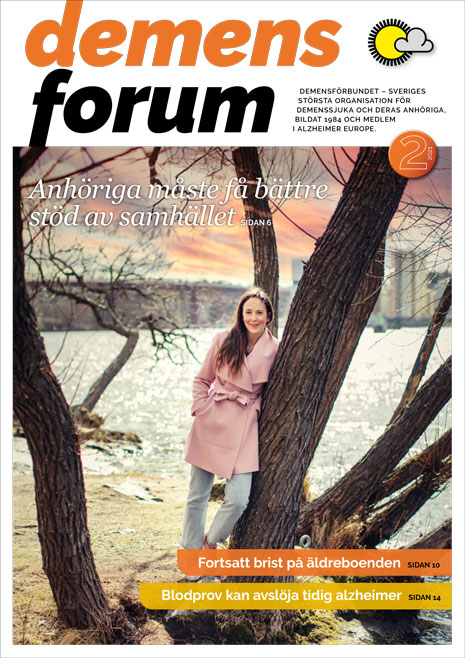 demens
forum
DEMENSFÖRBUNDET – SVERIGES
STÖRSTA ORGANISATION FÖR
DEMENSSJUKA OCH DERAS ANHÖRIGA,
BILDAT 1984 OCH MEDLEM
I ALZHEIMER EUROPE.
2 2021
Anhöriga måste få bättre
stöd av samhället SIDAN 6
Fortsatt brist på äldreboenden SIDAN 10
Blodprov kan avslöja tidig alzheimer SIDAN 14